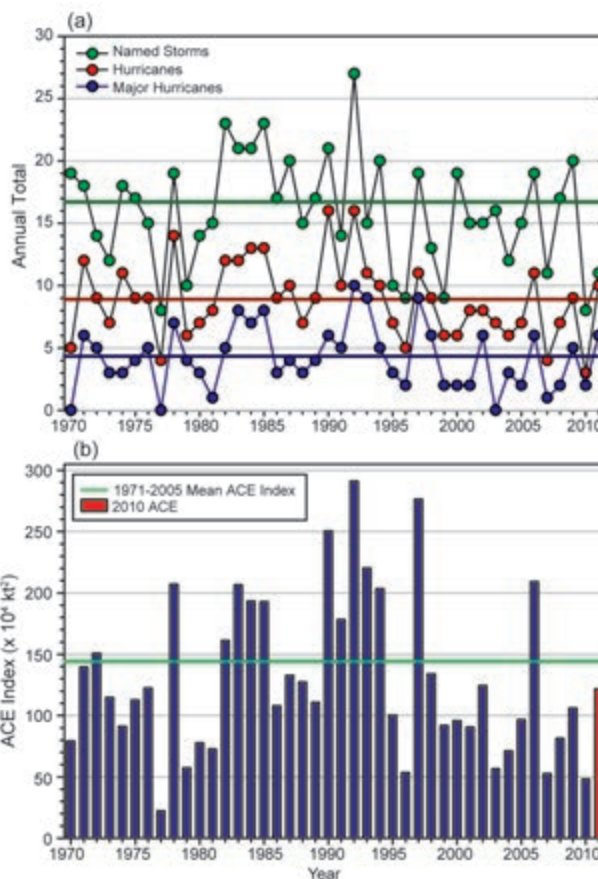 (a)
30
Named Storms
Hurricanes
Major Hurricanes
25
20
15
10
5
0
Annual Total
1970 1975 1980 1985 1990 1995 2000 2005 2010
(b)
300
1971-2005 Mean ACE Index
2010 ACE
250
200
150
100
50
0
ACE Index (x 10⁴ kt²)
1970 1975 1980 1985 1990 1995 2000 2005 2010
Year